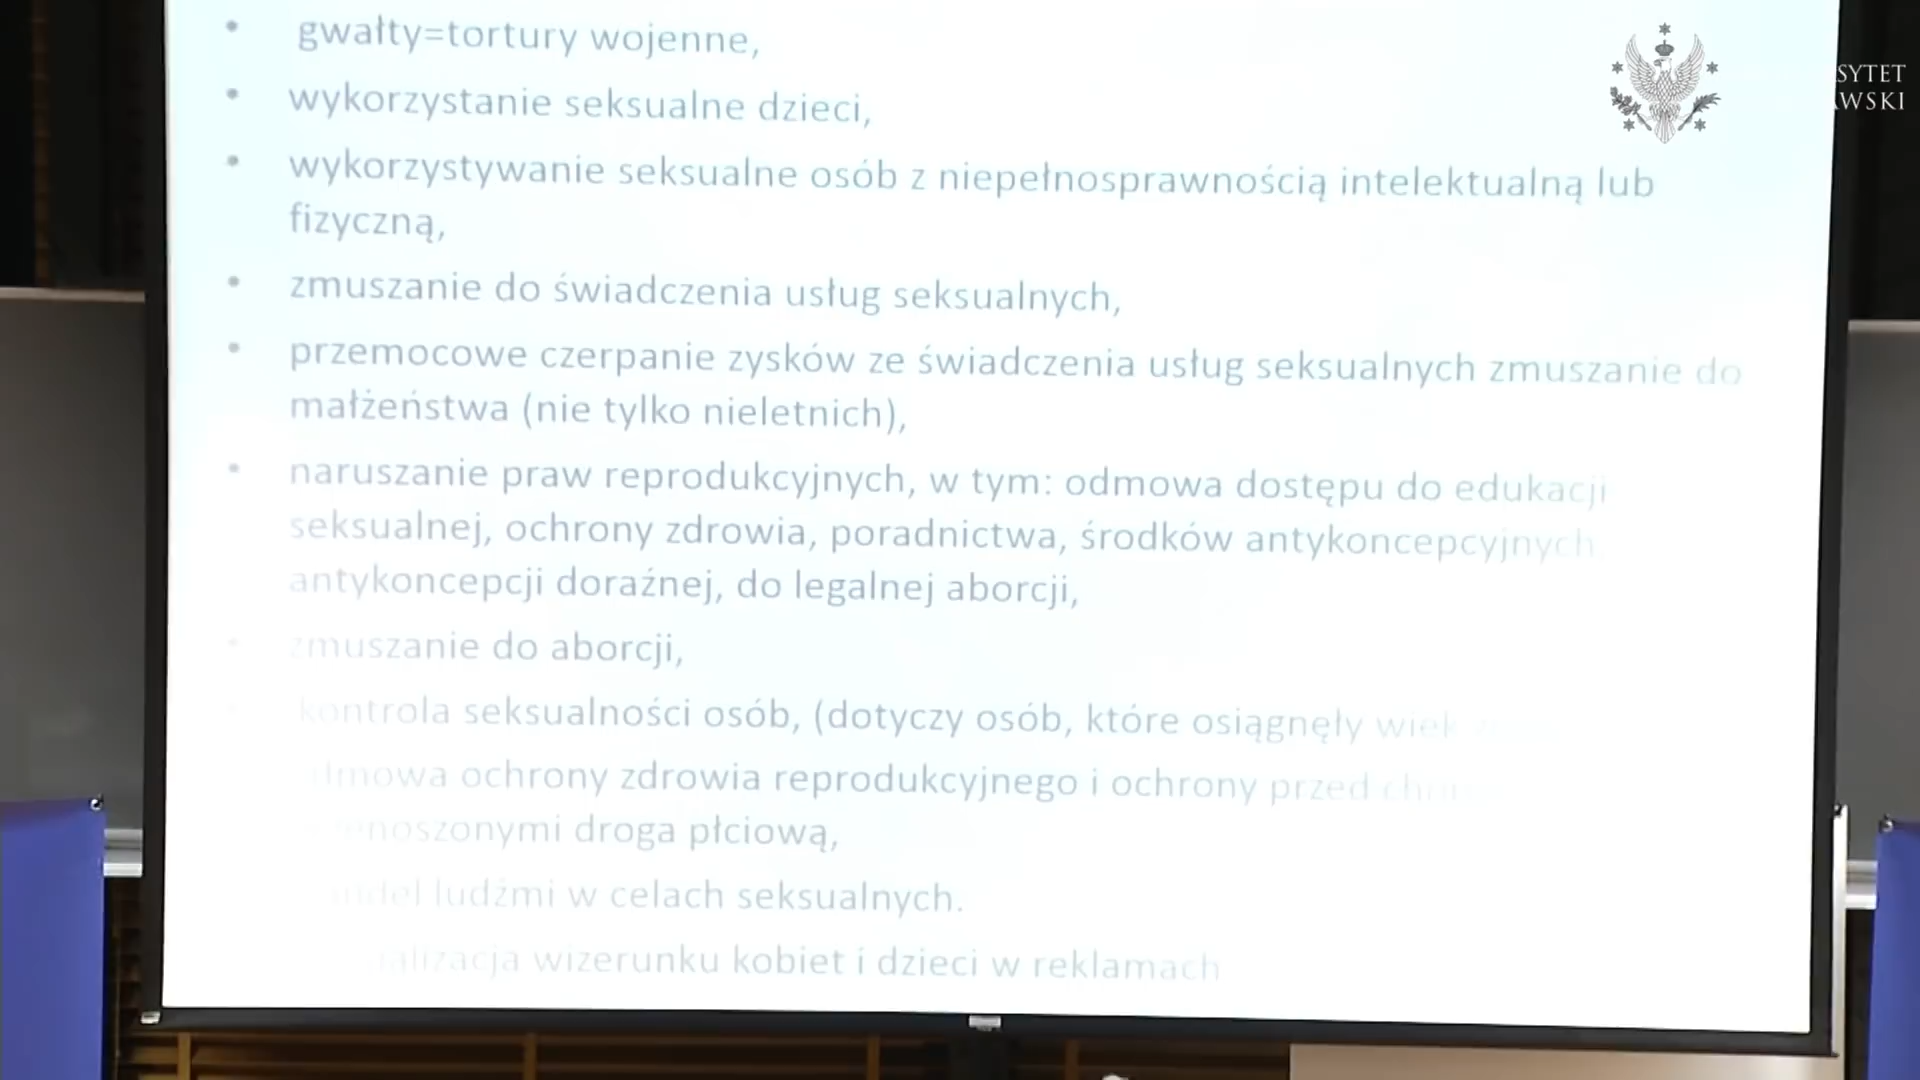 • gwałty=tortury wojenne,
• wykorzystanie seksualne dzieci,
• wykorzystywanie seksualne osób z niepełnosprawnością intelektualną lub
fizyczną,
• zmuszanie do świadczenia usług seksualnych,
• przemocowe czerpanie zysków ze świadczenia usług seksualnych zmuszanie do
małżeństwa (nie tylko nieletnich),
• naruszanie praw reprodukcyjnych, w tym: odmowa dostępu do edukacji
seksualnej, ochrony zdrowia, poradnictwa, środków antykoncepcyjnych
antykoncepcji doraźnej, do legalnej aborcji,
• zmuszanie do aborcji,
kontrola seksualności osób, (dotyczy osób, które osiągnęły wiek
ochrony zdrowia reprodukcyjnego i ochrony przed
droga płciową,
ludźmi w celach seksualnych.
wizerunku kobiet i dzieci w reklamach
SYTET
WSKI